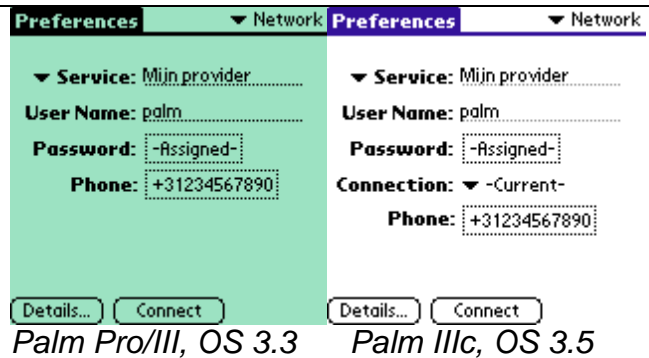 Preferences ▼ Network
▼ Service: Mijn provider
User Name: palm
Password: -Assigned-
Phone: +31234567890
Details... Connect
Palm Pro/III, OS 3.3
Preferences ▼ Network
▼ Service: Mijn provider
User Name: palm
Password: -Assigned-
Connection: ▼ -Current-
Phone: +31234567890
Details... Connect
Palm IIIc, OS 3.5